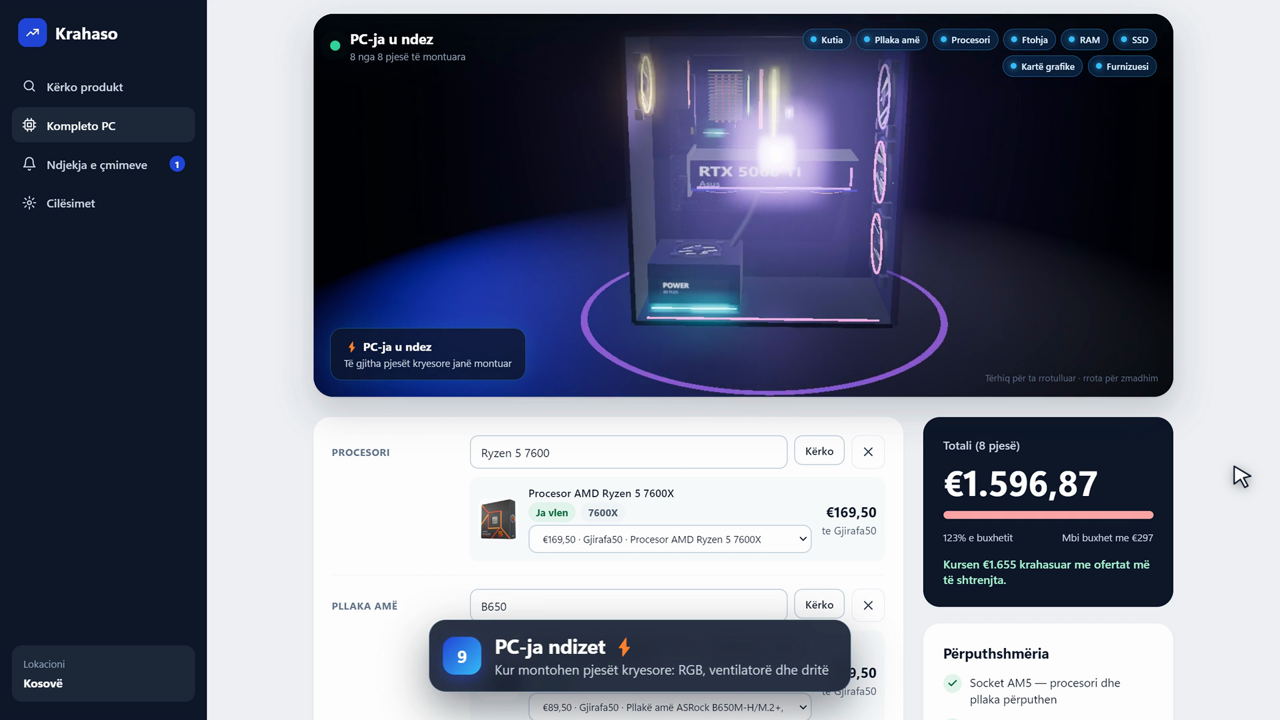 Krahaso
Kërko produkt
Kompleto PC
Ndjekja e çmimeve
1
Cilësimet
Lokacioni
Kosovë
PC-ja u ndez
8 nga 8 pjesë të montuara
Kutia
Pllaka amë
Procesori
Ftohja
RAM
SSD
Kartë grafike
Furnizuesi
RTX 5060 Ti
Asus
POWER
PC-ja u ndez
Të gjitha pjesët kryesore janë montuar
Tërhiq për ta rrotulluar · rrota për zmadhim
PROCESORI
Ryzen 5 7600
Kërko
Procesor AMD Ryzen 5 7600X
Ja vlen
7600X
€169,50 · Gjirafa50 · Procesor AMD Ryzen 5 7600X
€169,50
te Gjirafa50
PLLAKA AMË
B650
Kërko
9
PC-ja ndizet
Kur montohen pjesët kryesore: RGB, ventilatorë dhe dritë
9,50
te Gjirafa50
€89,50 · Gjirafa50 · Pllakë amë ASRock B650M-H/M.2+,
Totali (8 pjesë)
€1.596,87
123% e buxhetit
Mbi buxhet me €297
Kursen €1.655 krahasuar me ofertat më
të shtrenjta.
Përputhshmëria
Socket AM5 — procesori dhe
pllaka përputhen